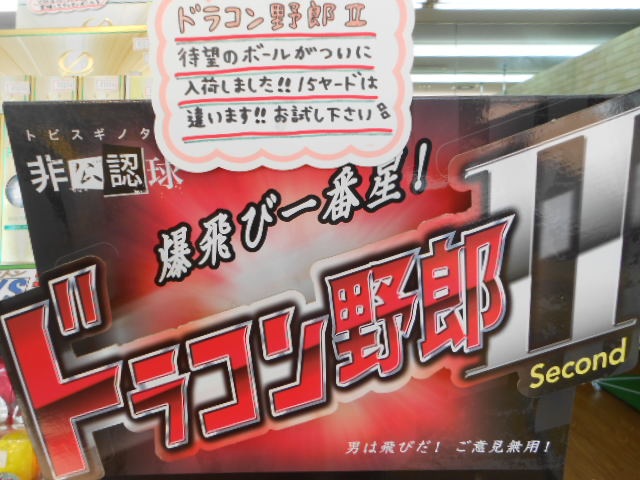 ドラコン野郎Ⅱ
待望のボールがついに
入荷しました!!15ヤードは
違います!!お試し下さい
トビスギノタ
非公認球
爆飛び一番星!
ドラコン野郎Ⅱ
Second
男は飛びだ! ご意見無用!